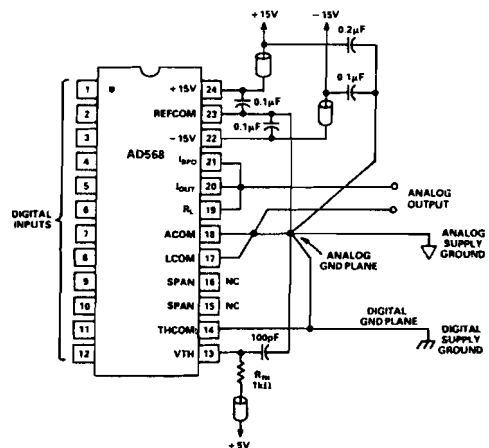 +15V
−15V
0.2µF
0.1µF
1
2
3
4
5
6
7
8
9
10
11
12
DIGITAL INPUTS
AD568
+15V 24
REFCOM 23
−15V 22
IBPO 21
IOUT 20
RL 19
ACOM 18
LCOM 17
SPAN 16 NC
SPAN 15 NC
THCOM 14
VTH 13
0.1µF
0.1µF
ANALOG OUTPUT
ANALOG GND PLANE
ANALOG SUPPLY GROUND
DIGITAL GND PLANE
DIGITAL SUPPLY GROUND
100pF
RTH
1kΩ
+5V